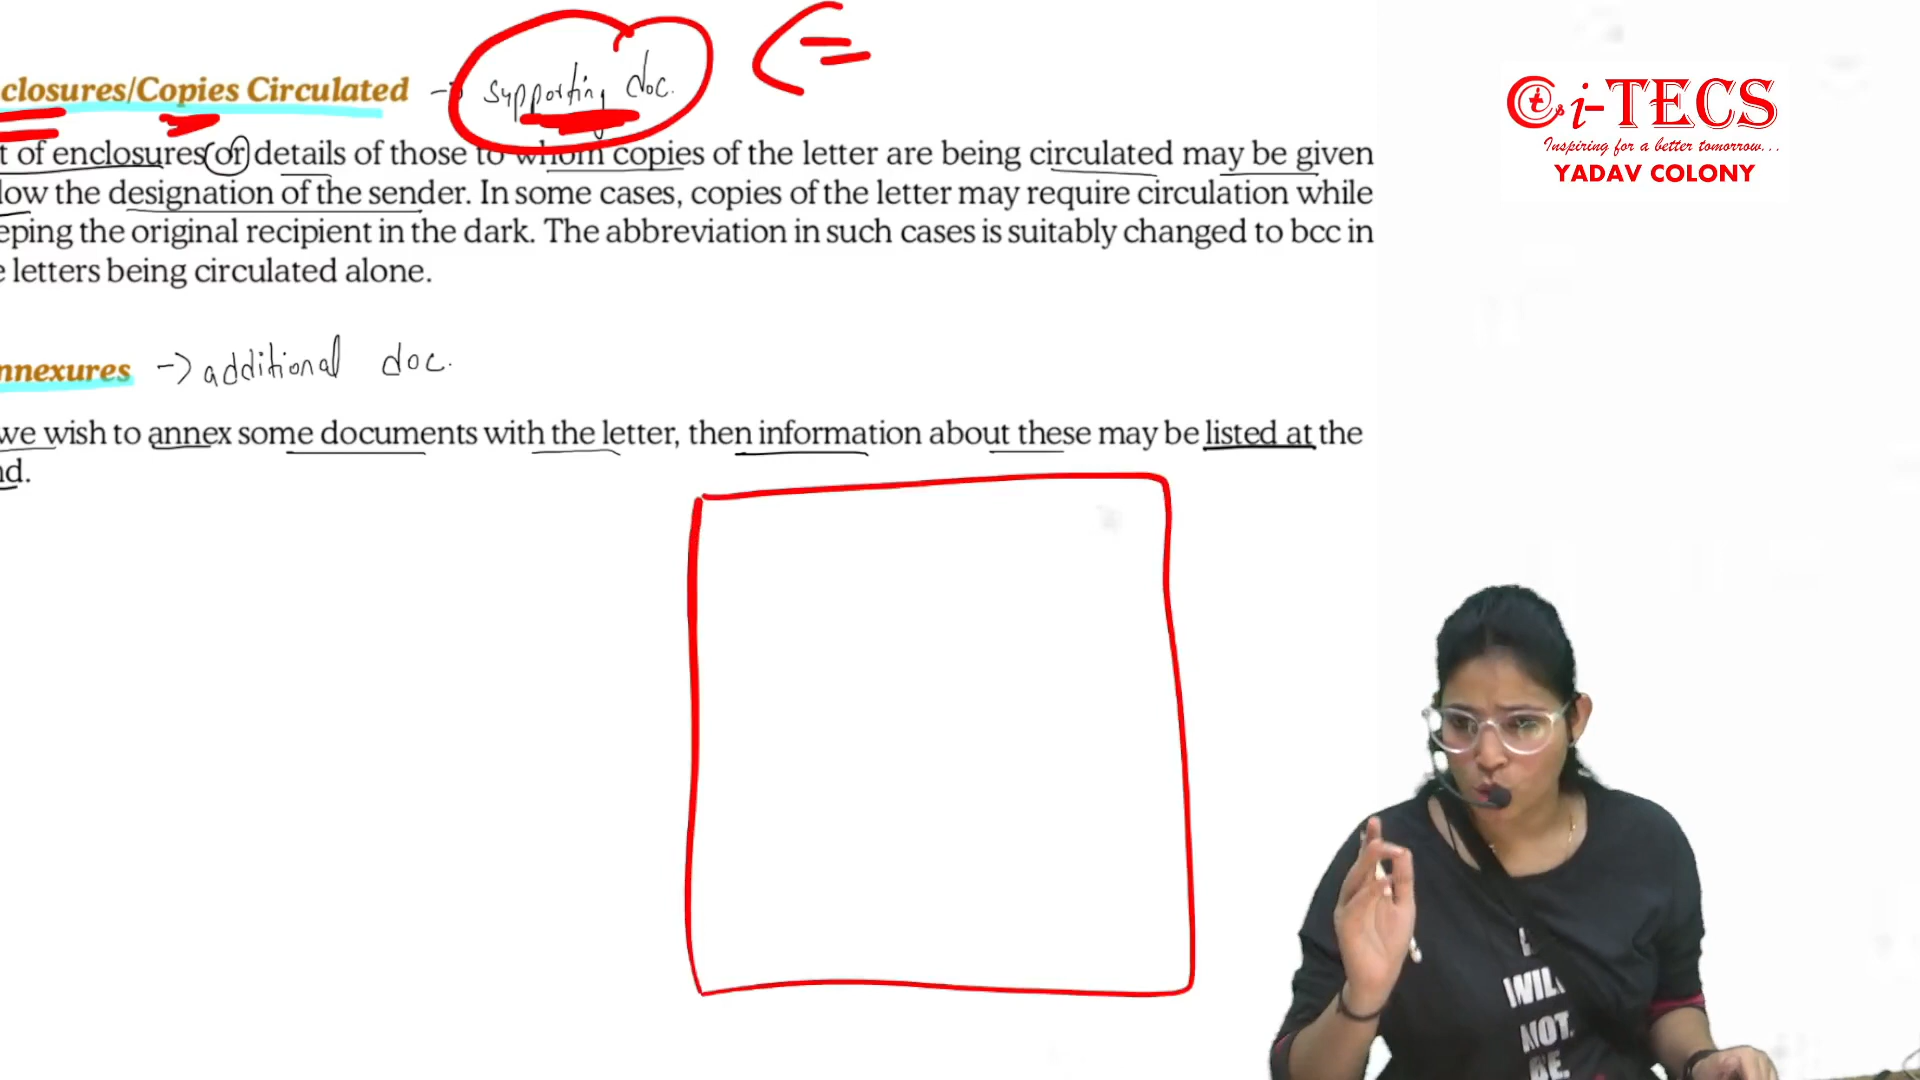 closures/Copies Circulated → supporting doc.
t of enclosures or details of those to whom copies of the letter are being circulated may be given
low the designation of the sender. In some cases, copies of the letter may require circulation while
eping the original recipient in the dark. The abbreviation in such cases is suitably changed to bcc in
e letters being circulated alone.
nnexures → additional doc.
we wish to annex some documents with the letter, then information about these may be listed at the
nd.
i-TECS
Inspiring for a better tomorrow...
YADAV COLONY
I WILL
NOT
BE